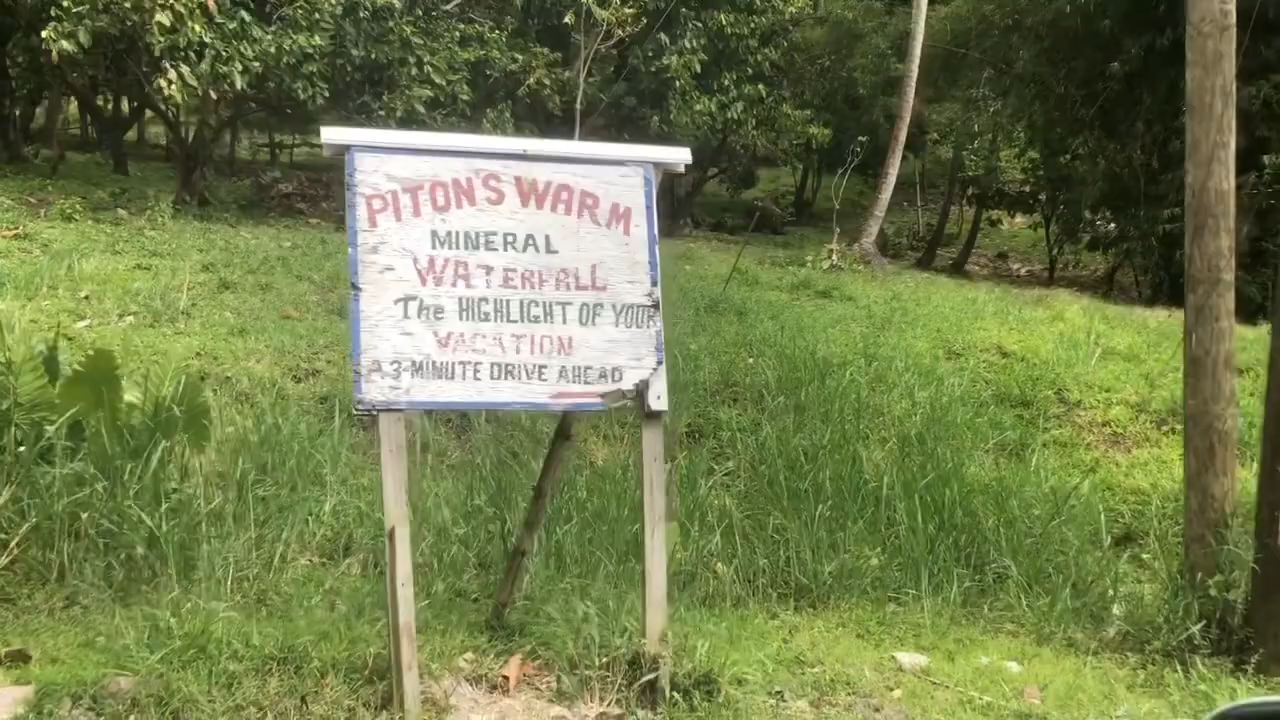 PITON'S WARM
MINERAL
WATERFALL
The HIGHLIGHT OF YOUR
VACATION
A 3-MINUTE DRIVE AHEAD